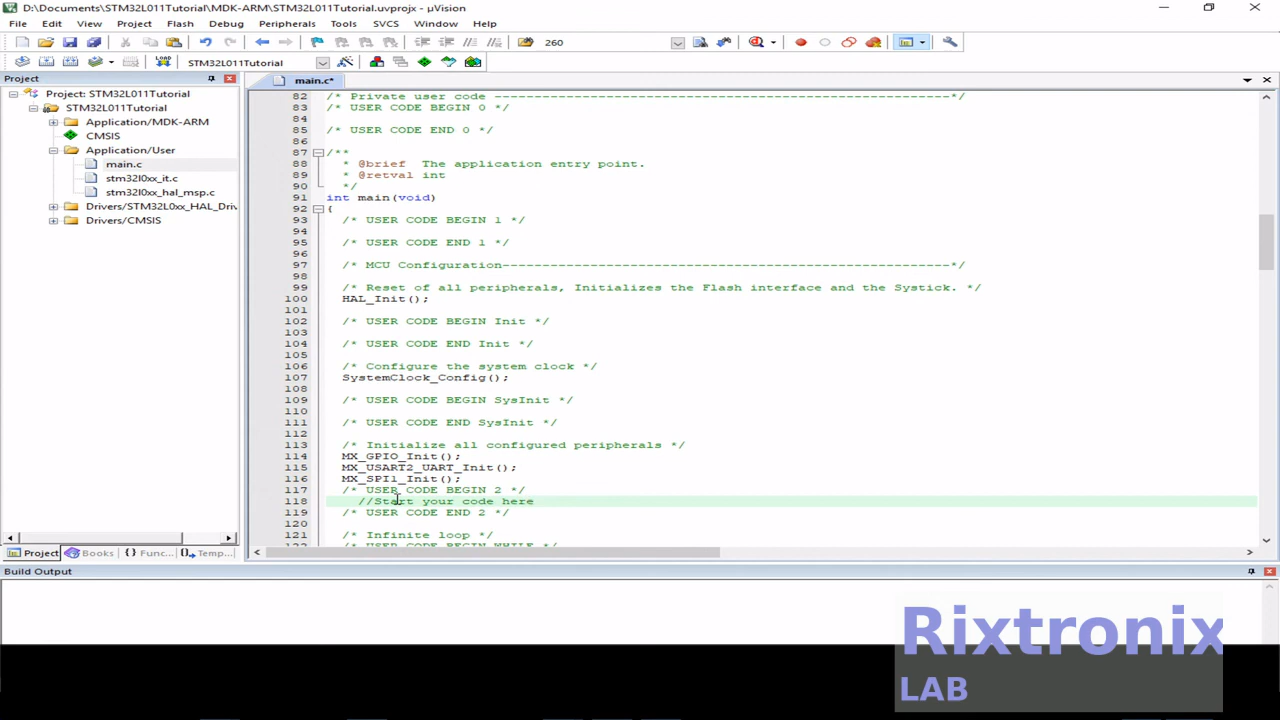 D:\Documents\STM32L011Tutorial\MDK-ARM\STM32L011Tutorial.uvprojx - µVision
File Edit View Project Flash Debug Peripherals Tools SVCS Window Help
260
STM32L011Tutorial
Project
main.c*
Project: STM32L011Tutorial
STM32L011Tutorial
Application/MDK-ARM
CMSIS
Application/User
main.c
stm32l0xx_it.c
stm32l0xx_hal_msp.c
Drivers/STM32L0xx_HAL_Driv
Drivers/CMSIS
82 /* Private user code ---------------------------------------------------------*/
83 /* USER CODE BEGIN 0 */
84
85 /* USER CODE END 0 */
86
87 /**
88 * @brief  The application entry point.
89 * @retval int
90 */
91 int main(void)
92 {
93 /* USER CODE BEGIN 1 */
94
95 /* USER CODE END 1 */
96
97 /* MCU Configuration--------------------------------------------------------*/
98
99 /* Reset of all peripherals, Initializes the Flash interface and the Systick. */
100 HAL_Init();
101
102 /* USER CODE BEGIN Init */
103
104 /* USER CODE END Init */
105
106 /* Configure the system clock */
107 SystemClock_Config();
108
109 /* USER CODE BEGIN SysInit */
110
111 /* USER CODE END SysInit */
112
113 /* Initialize all configured peripherals */
114 MX_GPIO_Init();
115 MX_USART2_UART_Init();
116 MX_SPI1_Init();
117 /* USER CODE BEGIN 2 */
118 //Start your code here
119 /* USER CODE END 2 */
120
121 /* Infinite loop */
122 /* USER CODE BEGIN WHILE */
Project Books {} Func... Temp...
Build Output
Rixtronix
LAB